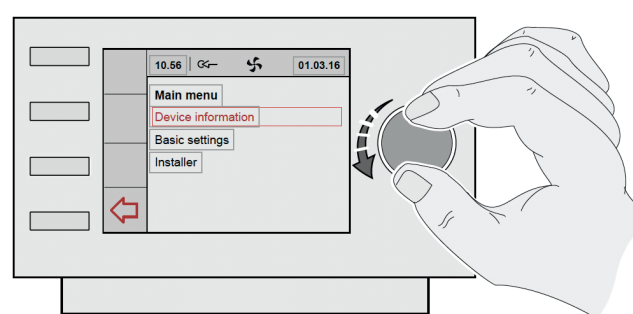 10.56 01.03.16
Main menu
Device information
Basic settings
Installer